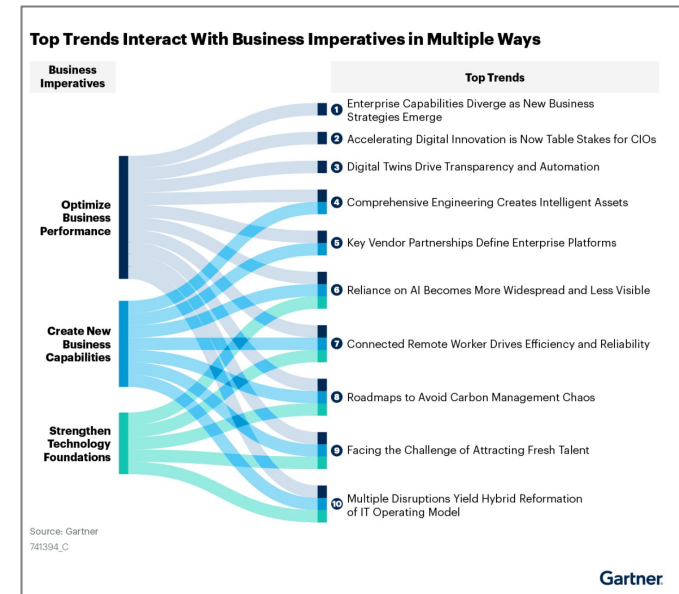 Top Trends Interact With Business Imperatives in Multiple Ways
Business
Imperatives
Top Trends
Optimize
Business
Performance
Create New
Business
Capabilities
Strengthen
Technology
Foundations
1 Enterprise Capabilities Diverge as New Business
Strategies Emerge
2 Accelerating Digital Innovation is Now Table Stakes for CIOs
3 Digital Twins Drive Transparency and Automation
4 Comprehensive Engineering Creates Intelligent Assets
5 Key Vendor Partnerships Define Enterprise Platforms
6 Reliance on AI Becomes More Widespread and Less Visible
7 Connected Remote Worker Drives Efficiency and Reliability
8 Roadmaps to Avoid Carbon Management Chaos
9 Facing the Challenge of Attracting Fresh Talent
10 Multiple Disruptions Yield Hybrid Reformation
of IT Operating Model
Source: Gartner
741394_C
Gartner